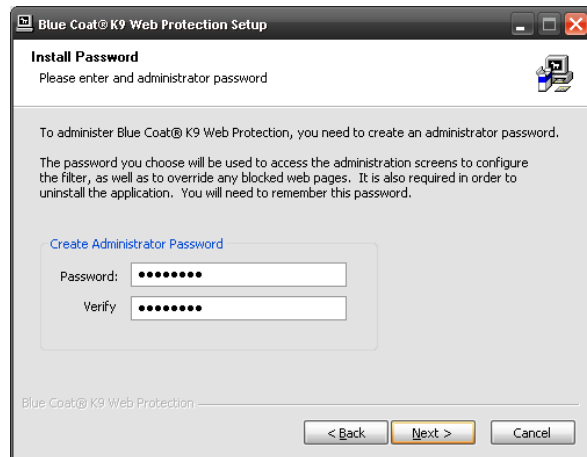 Blue Coat® K9 Web Protection Setup
Install Password
Please enter and administrator password
To administer Blue Coat® K9 Web Protection, you need to create an administrator password.
The password you choose will be used to access the administration screens to configure
the filter, as well as to override any blocked web pages.  It is also required in order to
uninstall the application.  You will need to remember this password.
Create Administrator Password
Password: ●●●●●●●●
Verify ●●●●●●●●
Blue Coat® K9 Web Protection
< Back Next > Cancel